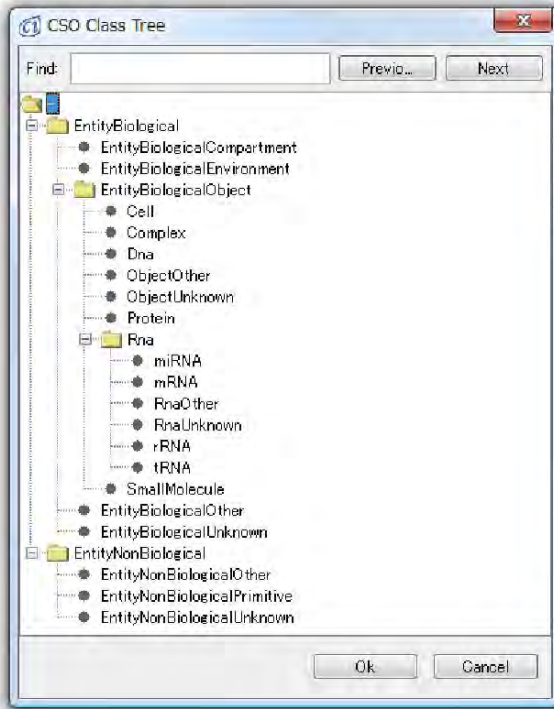 CSO Class Tree
Find: Previo... Next
EntityBiological
EntityBiologicalCompartment
EntityBiologicalEnvironment
EntityBiologicalObject
Cell
Complex
Dna
ObjectOther
ObjectUnknown
Protein
Rna
miRNA
mRNA
RnaOther
RnaUnknown
rRNA
tRNA
SmallMolecule
EntityBiologicalOther
EntityBiologicalUnknown
EntityNonBiological
EntityNonBiologicalOther
EntityNonBiologicalPrimitive
EntityNonBiologicalUnknown
Ok Cancel